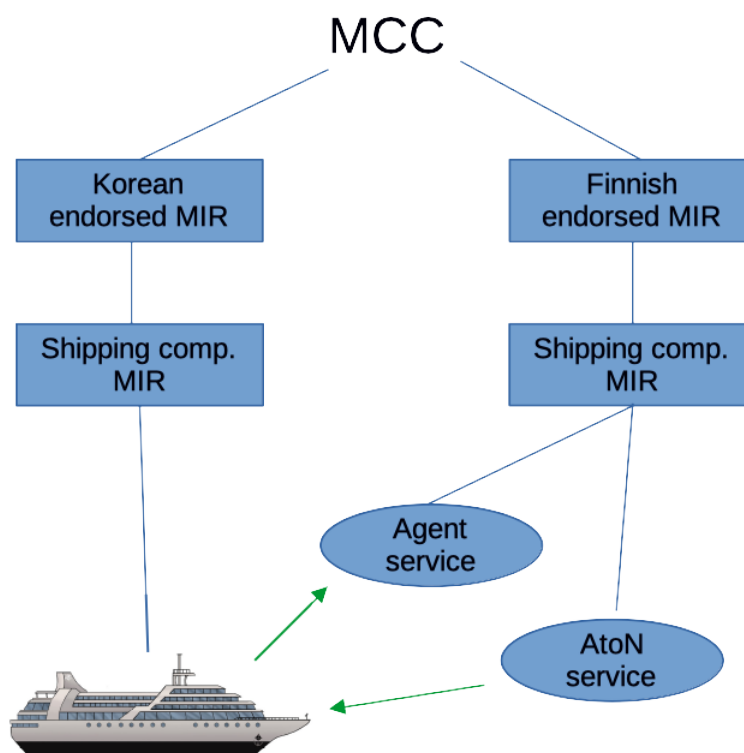 MCC
Korean
endorsed MIR
Finnish
endorsed MIR
Shipping comp.
MIR
Shipping comp.
MIR
Agent
service
AtoN
service